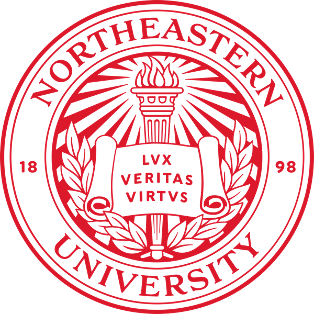 NORTHEASTERN
18
98
LVX
VERITAS
VIRTVS
UNIVERSITY